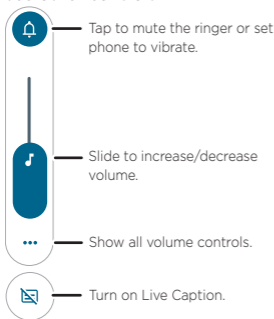 Tap to mute the ringer or set
phone to vibrate.
Slide to increase/decrease
volume.
Show all volume controls.
Turn on Live Caption.